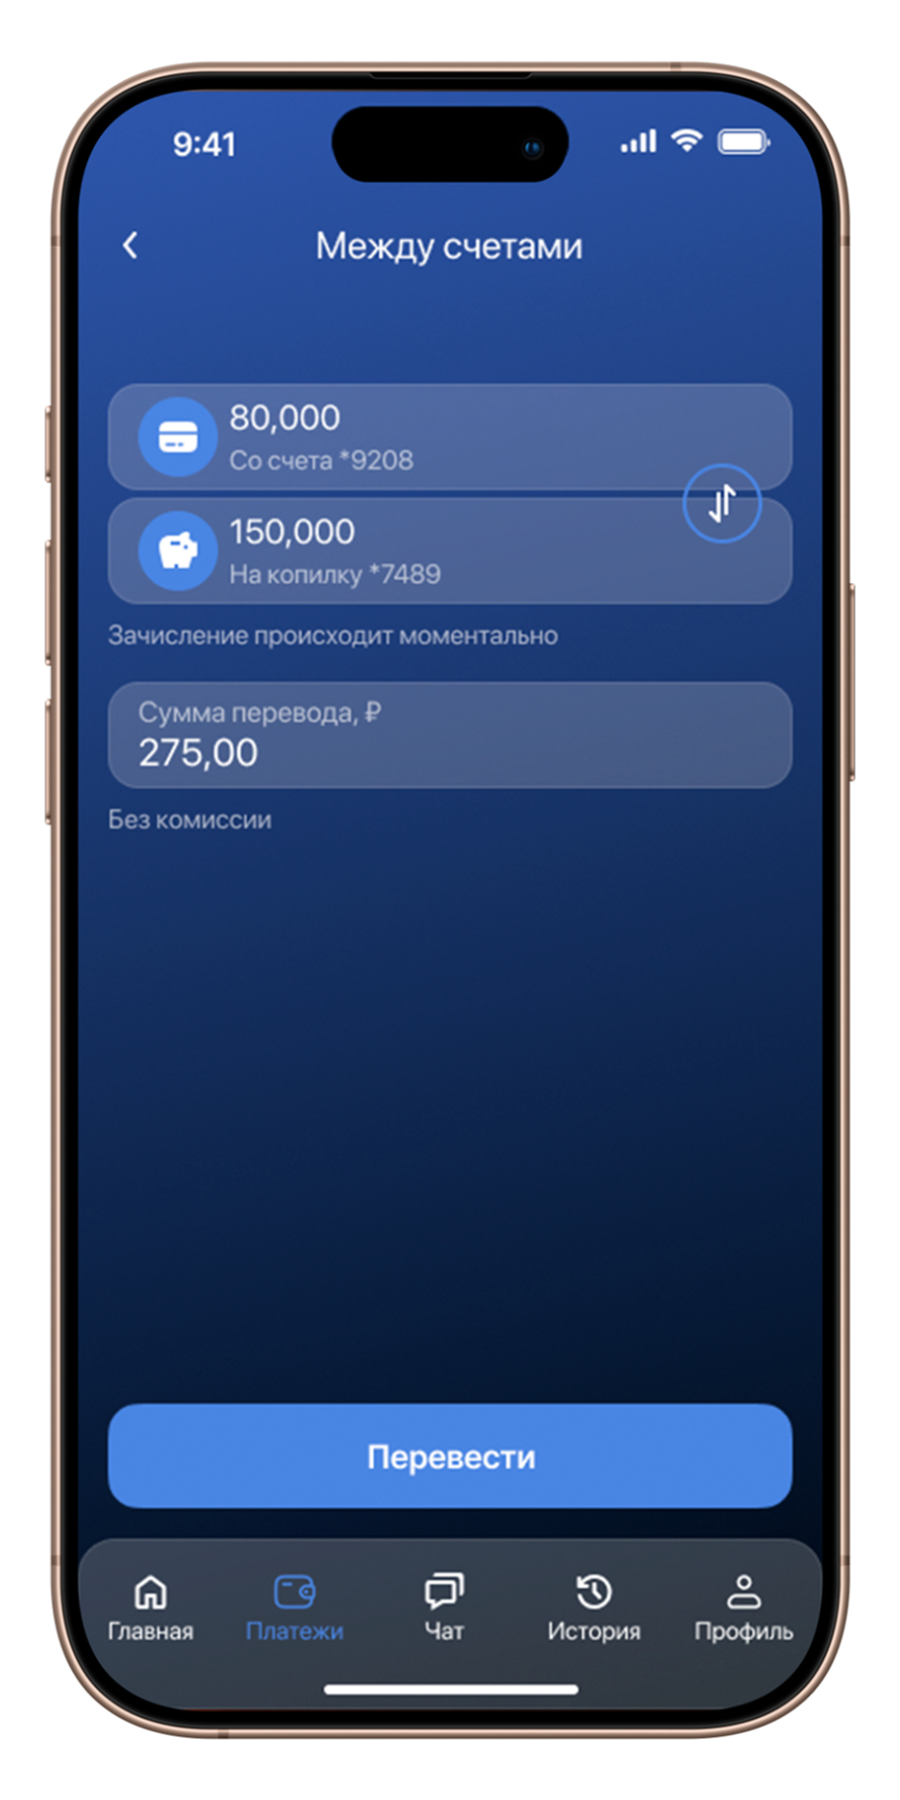 9:41
Между счетами
80,000
Со счета *9208
150,000
На копилку *7489
Зачисление происходит моментально
Сумма перевода, ₽
275,00
Без комиссии
Перевести
Главная Платежи Чат История Профиль